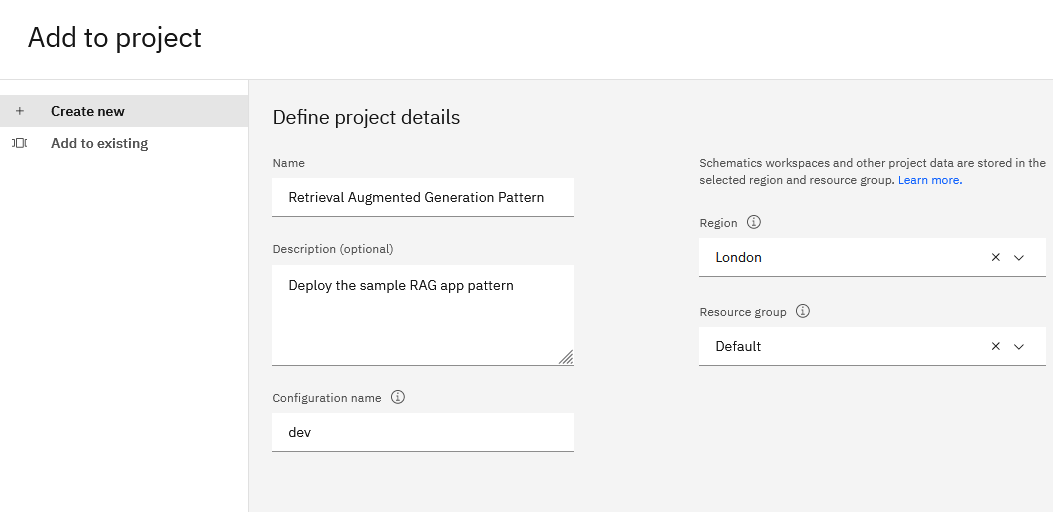 Add to project
Create new
Add to existing
Define project details
Name
Retrieval Augmented Generation Pattern
Description (optional)
Deploy the sample RAG app pattern
Configuration name
dev
Schematics workspaces and other project data are stored in the
selected region and resource group. Learn more.
Region
London
Resource group
Default